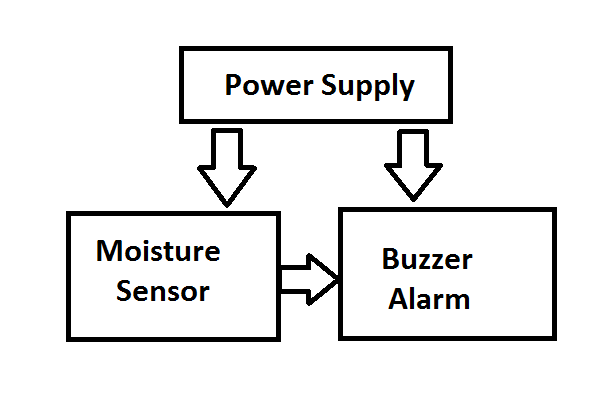 Power Supply
Moisture
Sensor
Buzzer
Alarm